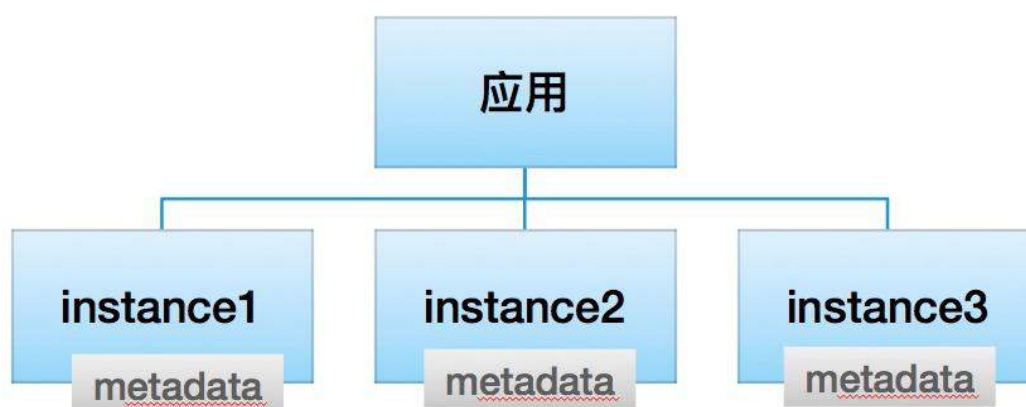 应用
instance1
instance2
instance3
metadata
metadata
metadata